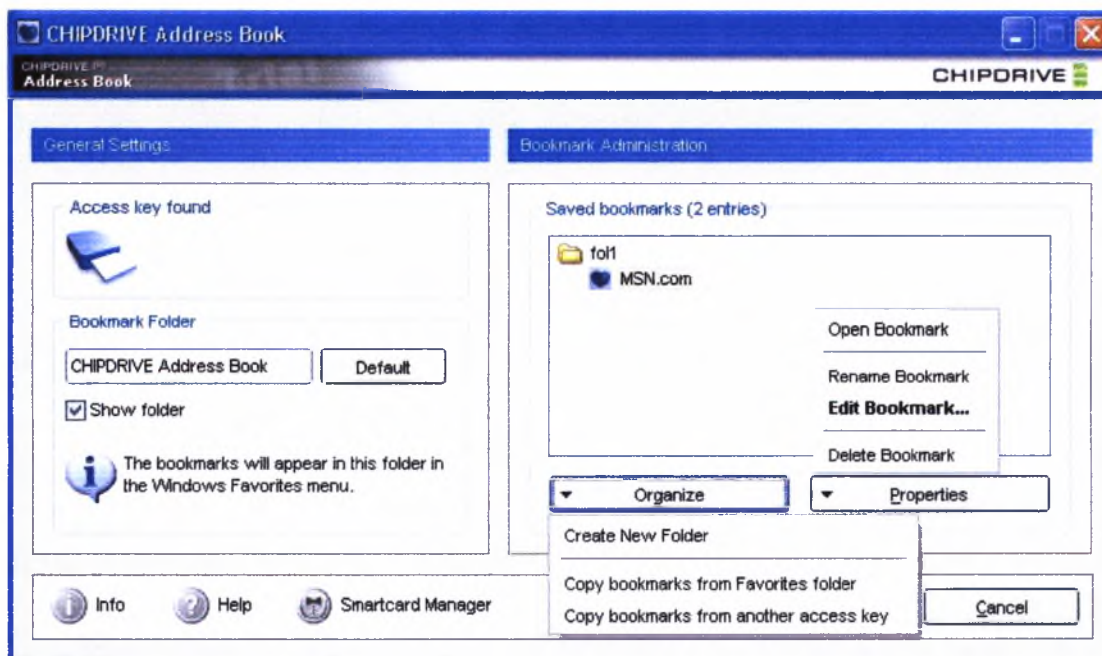 CHIPDRIVE Address Book
CHIPDRIVE
Address Book
CHIPDRIVE
General Settings
Bookmark Administration
Access key found
Bookmark Folder
CHIPDRIVE Address Book
Default
Show folder
The bookmarks will appear in this folder in
the Windows Favorites menu.
Saved bookmarks (2 entries)
fol1
MSN.com
Open Bookmark
Rename Bookmark
Edit Bookmark...
Delete Bookmark
Organize
Properties
Create New Folder
Copy bookmarks from Favorites folder
Copy bookmarks from another access key
Info
Help
Smartcard Manager
Cancel